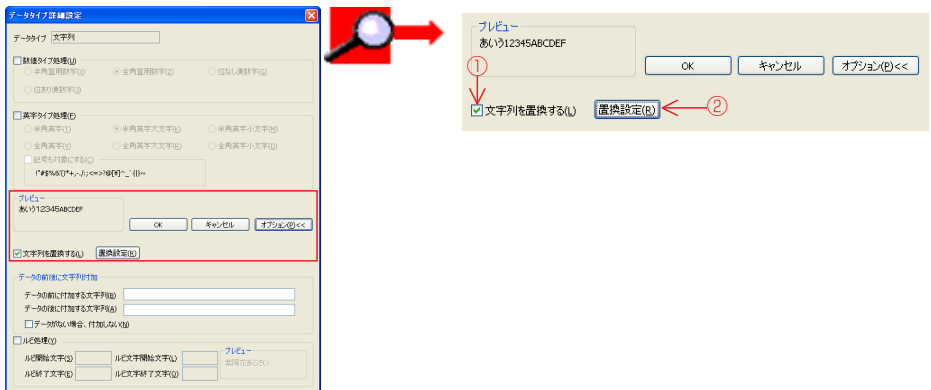 データタイプ詳細設定
データタイプ 文字列
数値タイプ処理(U)
半角算用数字(X) 全角算用数字(Z) 位なし漢数字(G)
位あり漢数字(J)
英字タイプ処理(F)
半角英字(T) 半角英字大文字(K) 半角英字小文字(M)
全角英字(V) 全角英字大文字(B) 全角英字小文字(D)
記号も対象にする(C)
!"#$%&'()*+,-./:;<=>?@[¥]^_`{|}~
プレビュー
あいう12345ABCDEF
OK キャンセル オプション(P)<<
文字列を置換する(L) 置換設定(R)
データの前後に文字列付加
データの前に付加する文字列(B)
データの後に付加する文字列(A)
データがない場合、付加しない(N)
ルビ処理(Y)
ルビ開始文字(S) ルビ文字開始文字(L) プレビュー
ルビ終了文字(E) ルビ文字終了文字(O) 紫陽花あじさい
プレビュー
あいう12345ABCDEF
OK キャンセル オプション(P)<<
①
文字列を置換する(L) 置換設定(R) ②